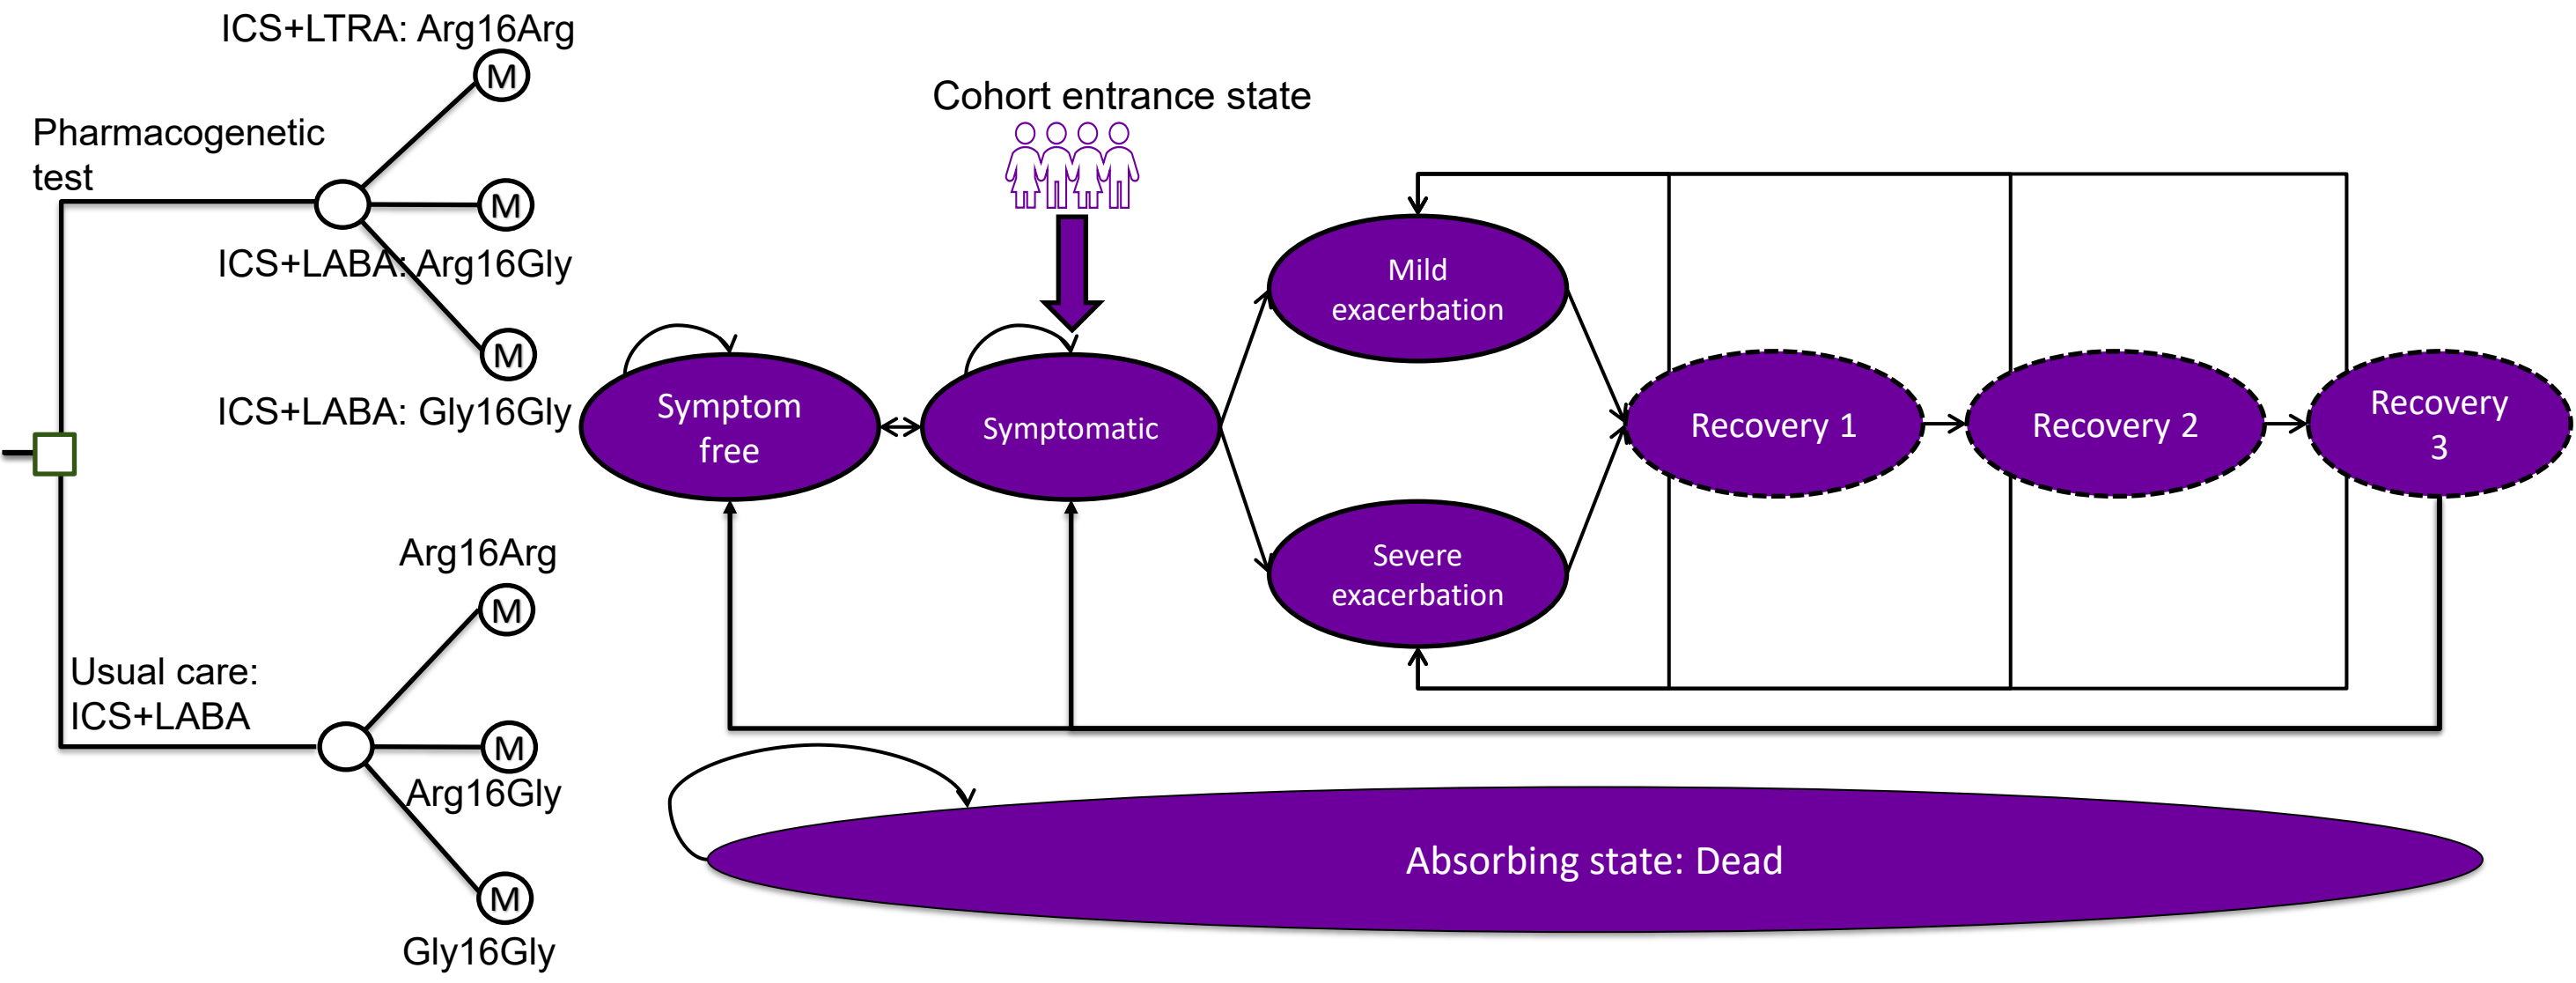 ICS+LTRA: Arg16Arg
M
Pharmacogenetic
test
M
ICS+LABA: Arg16Gly
M
ICS+LABA: Gly16Gly
Arg16Arg
M
Usual care:
ICS+LABA
M
Arg16Gly
M
Gly16Gly
Cohort entrance state
Symptom
free
Symptomatic
Mild
exacerbation
Severe
exacerbation
Recovery 1
Recovery 2
Recovery
3
Absorbing state: Dead